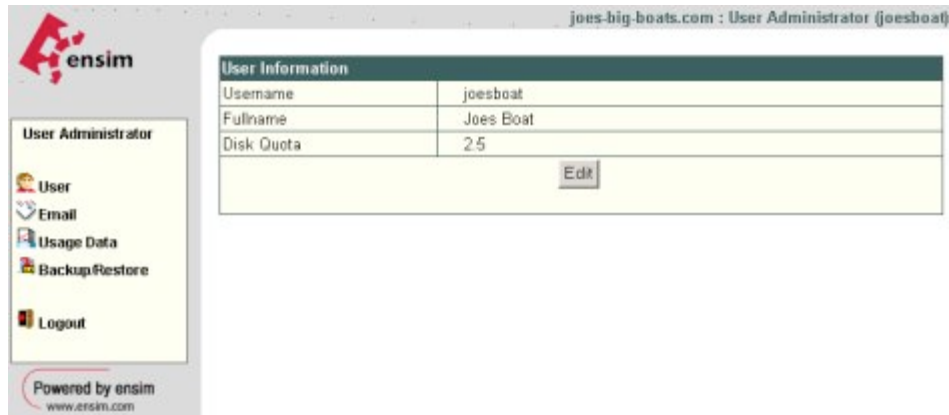 joes-big-boats.com : User Administrator (joesboat)
ensim
User Information
Username joesboat
Fullname Joes Boat
Disk Quota 2.5
Edit
User Administrator
User
Email
Usage Data
Backup/Restore
Logout
Powered by ensim
www.ensim.com